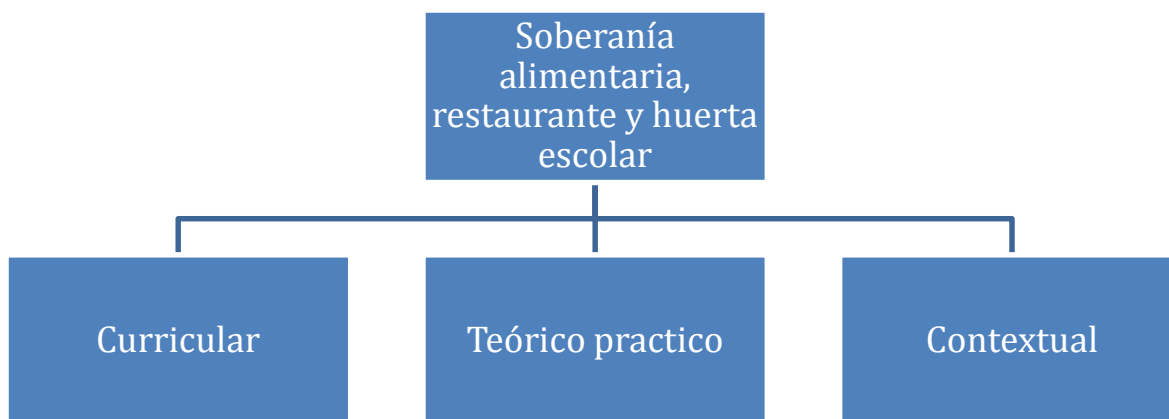 Soberanía
alimentaria,
restaurante y huerta
escolar
Curricular
Teórico practico
Contextual